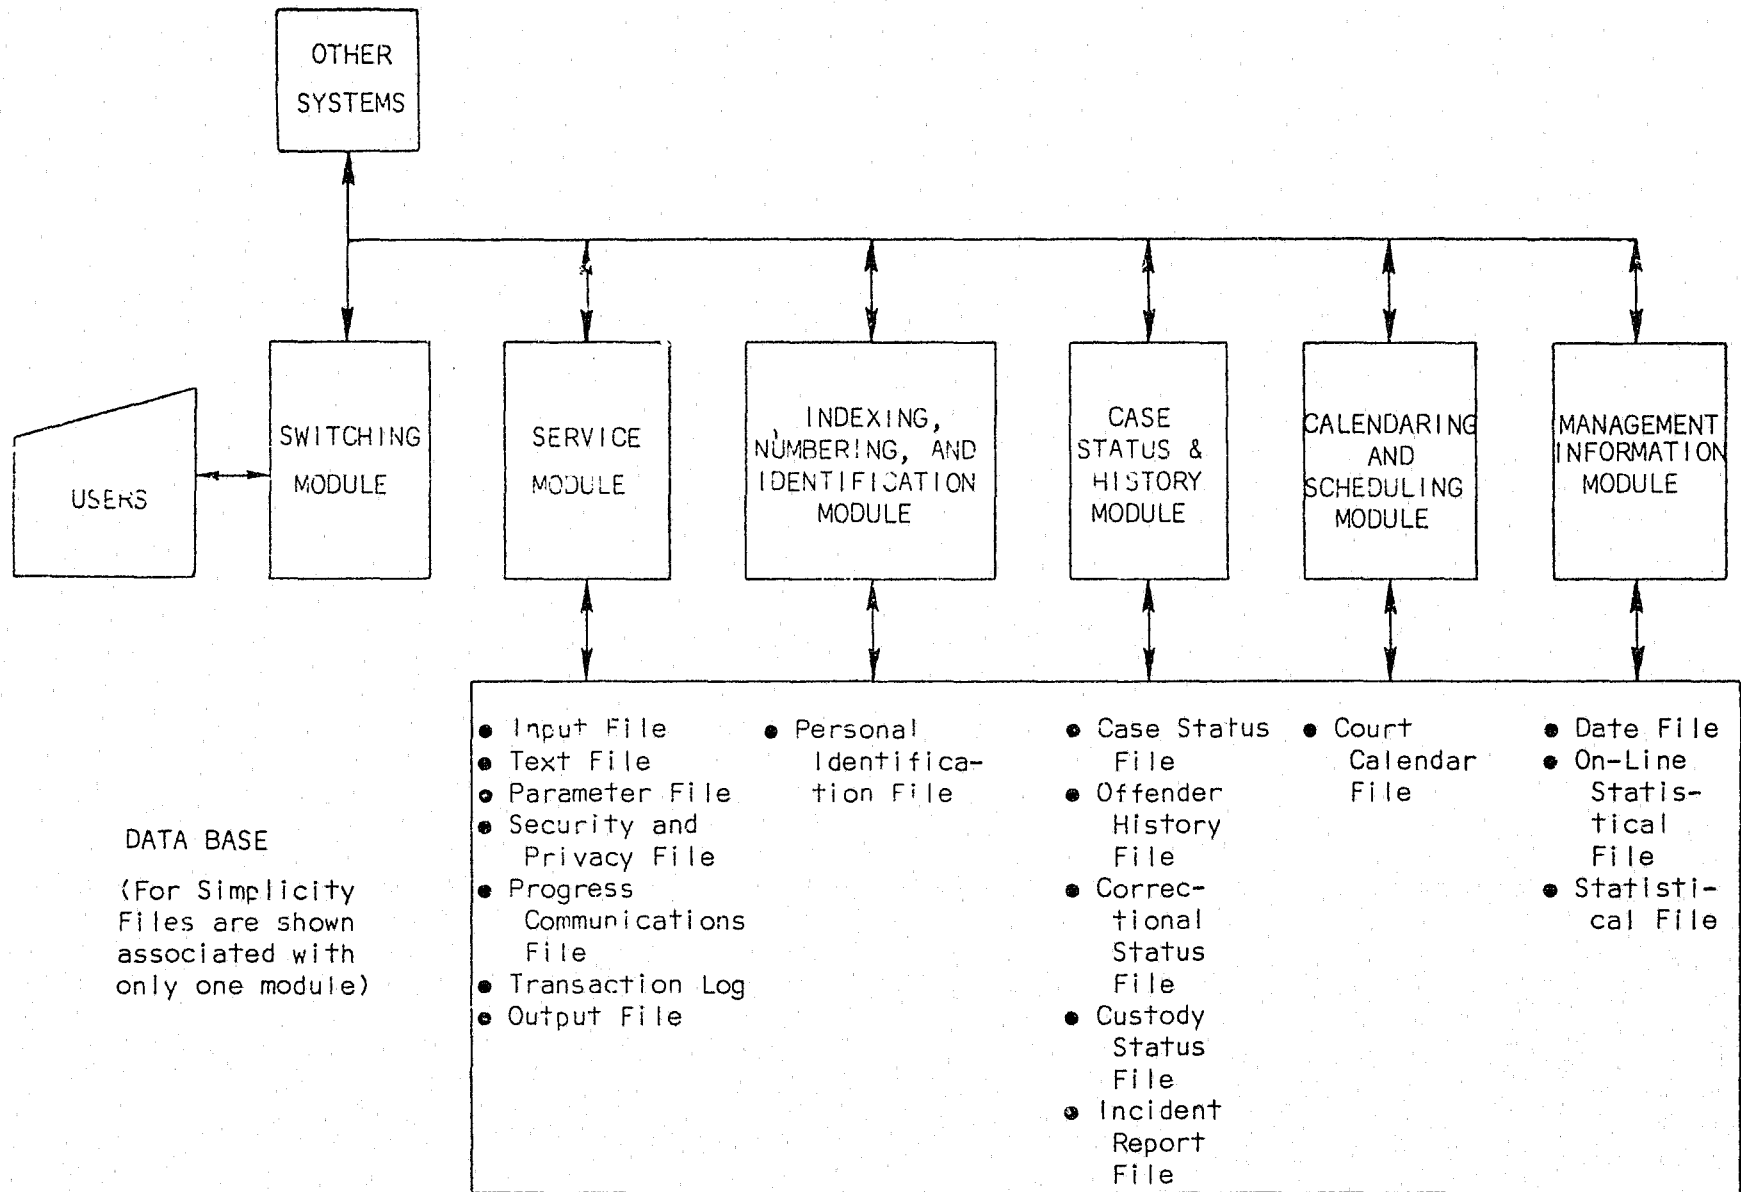 OTHER
SYSTEMS
USERS
SWITCHING
MODULE
SERVICE
MODULE
INDEXING,
NUMBERING, AND
IDENTIFICATION
MODULE
CASE
STATUS &
HISTORY
MODULE
CALENDARING
AND
SCHEDULING
MODULE
MANAGEMENT
INFORMATION
MODULE
DATA BASE
(For Simplicity
Files are shown
associated with
only one module)
● Input File
● Text File
● Parameter File
● Security and
Privacy File
● Progress
Communications
File
● Transaction Log
● Output File
● Personal
Identifica-
tion File
● Case Status
File
● Offender
History
File
● Correc-
tional
Status
File
● Custody
Status
File
● Incident
Report
File
● Court
Calendar
File
● Date File
● On-Line
Statis-
tical
File
● Statisti-
cal File